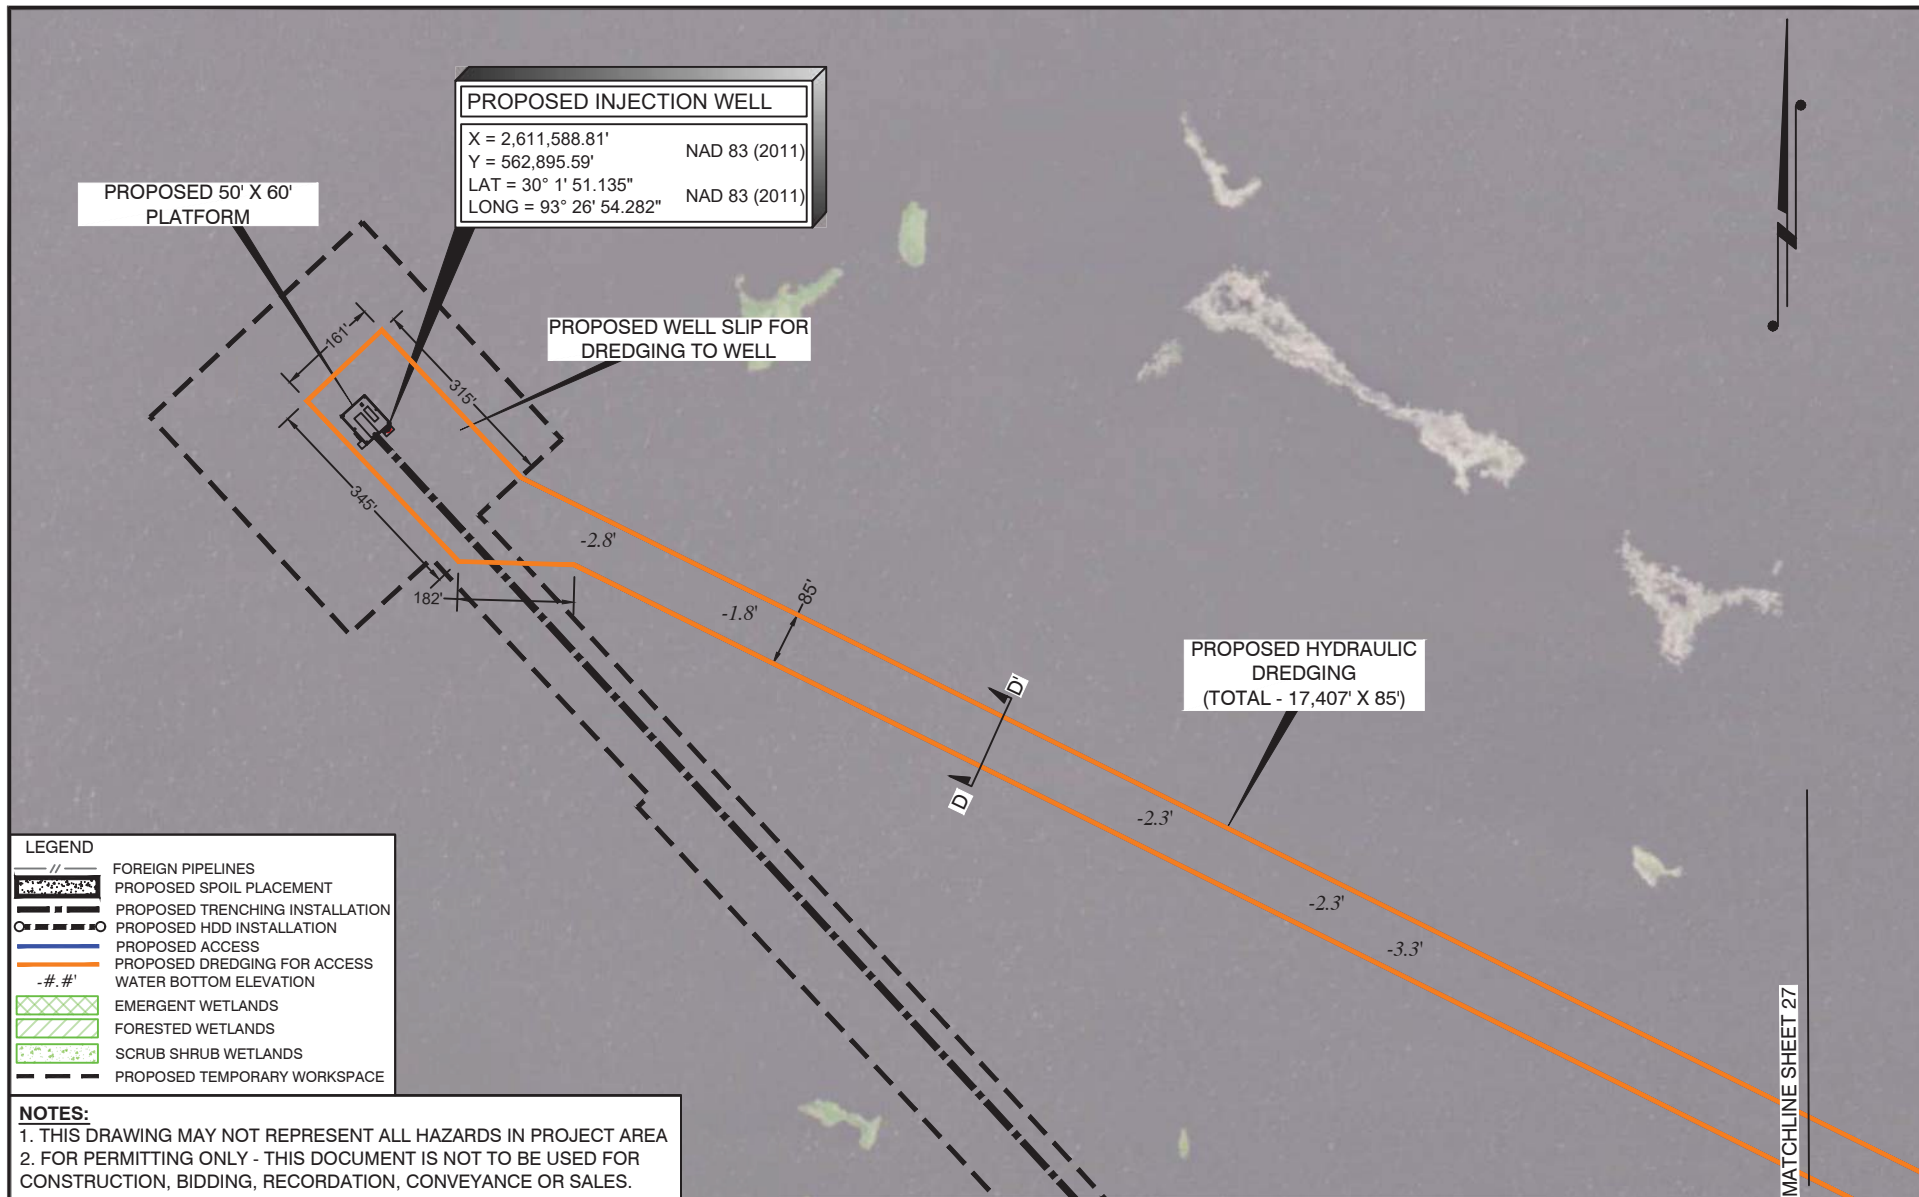 PROPOSED INJECTION WELL
X = 2,611,588.81'
Y = 562,895.59'
NAD 83 (2011)
LAT = 30° 1' 51.135"
LONG = 93° 26' 54.282"
NAD 83 (2011)
PROPOSED 50' X 60'
PLATFORM
PROPOSED WELL SLIP FOR
DREDGING TO WELL
161'
315'
345'
182'
-2.8'
-1.8'
85'
D'
D
PROPOSED HYDRAULIC
DREDGING
(TOTAL - 17,407' X 85')
-2.3'
-2.3'
-3.3'
MATCHLINE SHEET 27
LEGEND
FOREIGN PIPELINES
PROPOSED SPOIL PLACEMENT
PROPOSED TRENCHING INSTALLATION
PROPOSED HDD INSTALLATION
PROPOSED ACCESS
PROPOSED DREDGING FOR ACCESS
-#.#' WATER BOTTOM ELEVATION
EMERGENT WETLANDS
FORESTED WETLANDS
SCRUB SHRUB WETLANDS
PROPOSED TEMPORARY WORKSPACE
NOTES:
1. THIS DRAWING MAY NOT REPRESENT ALL HAZARDS IN PROJECT AREA
2. FOR PERMITTING ONLY - THIS DOCUMENT IS NOT TO BE USED FOR
CONSTRUCTION, BIDDING, RECORDATION, CONVEYANCE OR SALES.